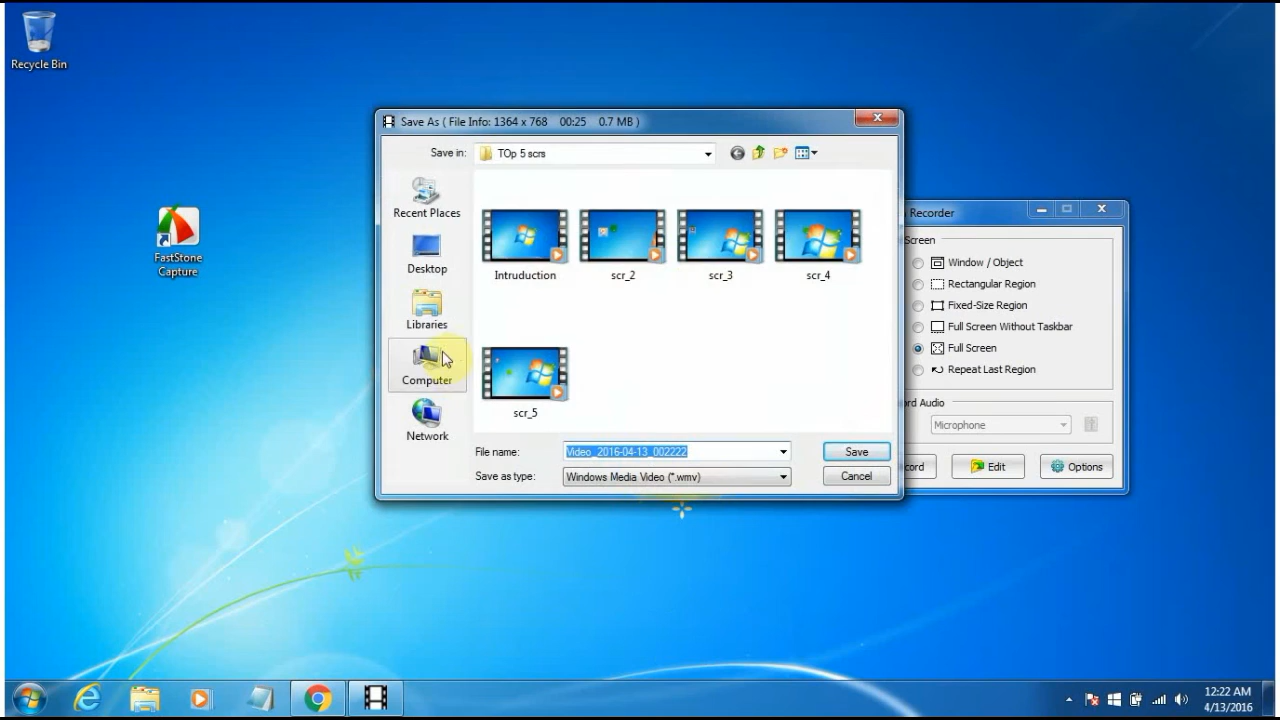 Recycle Bin
FastStone
Capture
Save As ( File Info: 1364 x 768 00:25 0.7 MB )
Save in:
TOp 5 scrs
Recent Places
Desktop
Libraries
Computer
Network
Intruduction
scr_2
scr_3
scr_4
scr_5
File name:
Video_2016-04-13_002222
Save
Save as type:
Windows Media Video (*.wmv)
Cancel
Recorder
Screen
Window / Object
Rectangular Region
Fixed-Size Region
Full Screen Without Taskbar
Full Screen
Repeat Last Region
ord Audio
Microphone
cord
Edit
Options
12:22 AM
4/13/2016